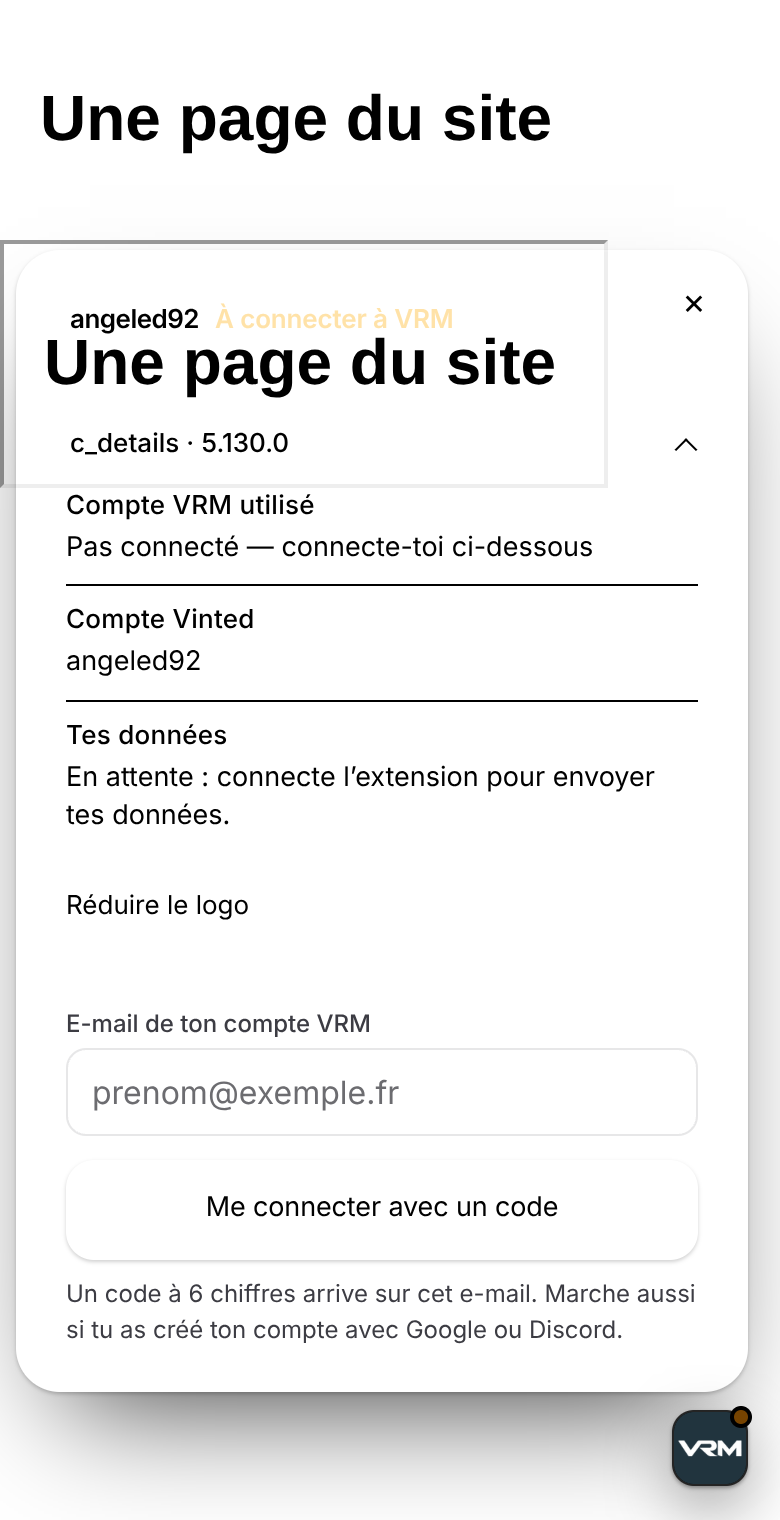 Une page du site
angeled92 À connecter à VRM
Une page du site
c_details · 5.130.0
Compte VRM utilisé
Pas connecté — connecte-toi ci-dessous
Compte Vinted
angeled92
Tes données
En attente : connecte l’extension pour envoyer
tes données.
Réduire le logo
E-mail de ton compte VRM
prenom@exemple.fr
Me connecter avec un code
Un code à 6 chiffres arrive sur cet e-mail. Marche aussi
si tu as créé ton compte avec Google ou Discord.
VRM